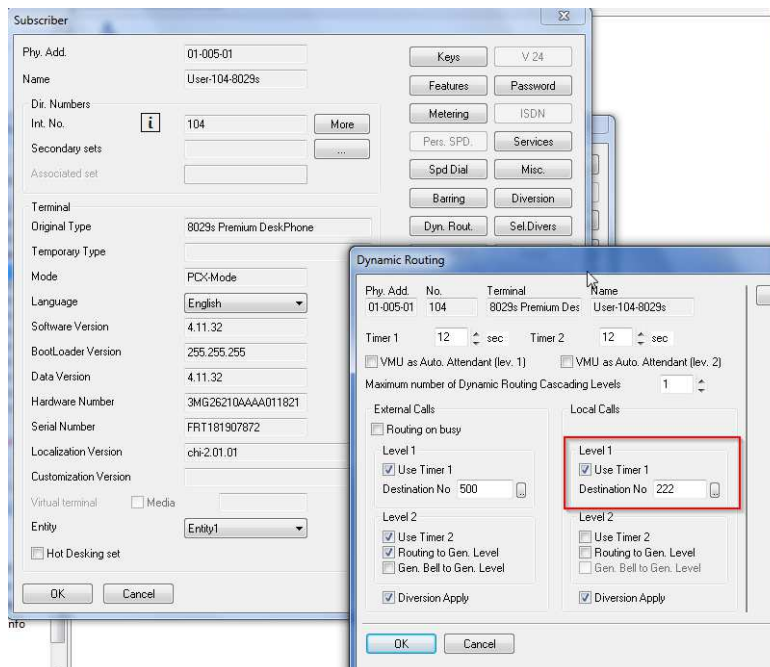 Subscriber
Phy. Add. 01-005-01
Name User-104-8029s
Dir. Numbers
Int. No. i 104 More
Secondary sets ...
Associated set
Terminal
Original Type 8029s Premium DeskPhone
Temporary Type
Mode PCX-Mode
Language English
Software Version 4.11.32
BootLoader Version 255.255.255
Data Version 4.11.32
Hardware Number 3MG26210AAAA011821
Serial Number FRT181907872
Localization Version chi-2.01.01
Customization Version
Virtual terminal Media
Entity Entity1
Hot Desking set
OK Cancel
nfo
Keys V 24
Features Password
Metering ISDN
Pers. SPD. Services
Spd Dial Misc.
Barring Diversion
Dyn. Rout. Sel.Divers
Dynamic Routing
Phy. Add. No. Terminal Name
01-005-01 104 8029s Premium Des User-104-8029s
Timer 1 12 sec Timer 2 12 sec
VMU as Auto. Attendant (lev. 1) VMU as Auto. Attendant (lev. 2)
Maximum number of Dynamic Routing Cascading Levels 1
External Calls
Routing on busy
Level 1
Use Timer 1
Destination No 500 ..
Level 2
Use Timer 2
Routing to Gen. Level
Gen. Bell to Gen. Level
Diversion Apply
Local Calls
Level 1
Use Timer 1
Destination No 222 ..
Level 2
Use Timer 2
Routing to Gen. Level
Gen. Bell to Gen. Level
Diversion Apply
OK Cancel